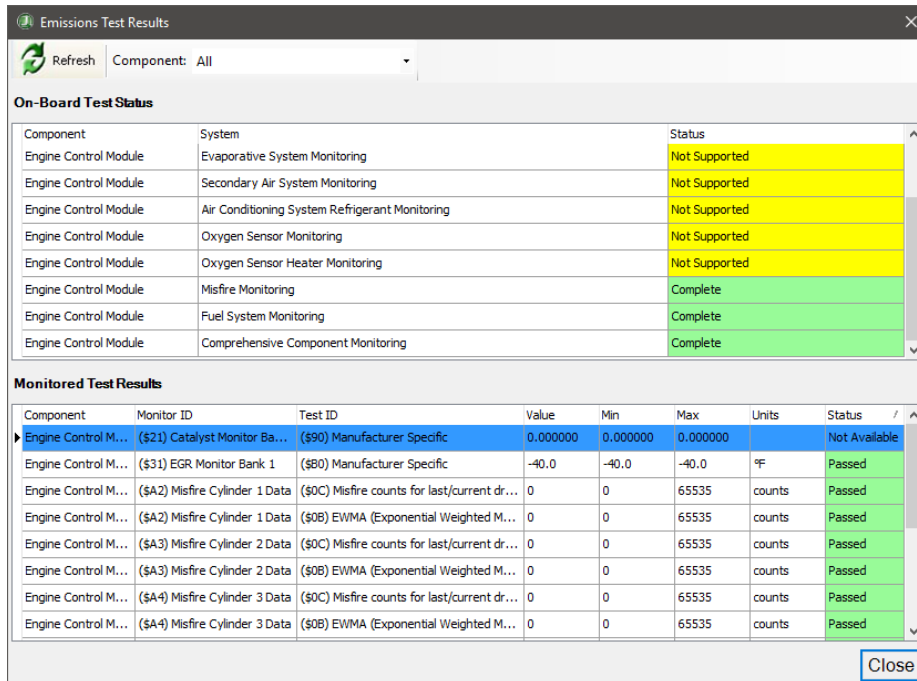 Emissions Test Results
Refresh Component: All
On-Board Test Status
Component System Status
Engine Control Module Evaporative System Monitoring Not Supported
Engine Control Module Secondary Air System Monitoring Not Supported
Engine Control Module Air Conditioning System Refrigerant Monitoring Not Supported
Engine Control Module Oxygen Sensor Monitoring Not Supported
Engine Control Module Oxygen Sensor Heater Monitoring Not Supported
Engine Control Module Misfire Monitoring Complete
Engine Control Module Fuel System Monitoring Complete
Engine Control Module Comprehensive Component Monitoring Complete
Monitored Test Results
Component Monitor ID Test ID Value Min Max Units Status
Engine Control M... ($21) Catalyst Monitor Ba... ($90) Manufacturer Specific 0.000000 0.000000 0.000000 Not Available
Engine Control M... ($31) EGR Monitor Bank 1 ($B0) Manufacturer Specific -40.0 -40.0 -40.0 °F Passed
Engine Control M... ($A2) Misfire Cylinder 1 Data ($0C) Misfire counts for last/current dr... 0 0 65535 counts Passed
Engine Control M... ($A2) Misfire Cylinder 1 Data ($0B) EWMA (Exponential Weighted M... 0 0 65535 counts Passed
Engine Control M... ($A3) Misfire Cylinder 2 Data ($0C) Misfire counts for last/current dr... 0 0 65535 counts Passed
Engine Control M... ($A3) Misfire Cylinder 2 Data ($0B) EWMA (Exponential Weighted M... 0 0 65535 counts Passed
Engine Control M... ($A4) Misfire Cylinder 3 Data ($0C) Misfire counts for last/current dr... 0 0 65535 counts Passed
Engine Control M... ($A4) Misfire Cylinder 3 Data ($0B) EWMA (Exponential Weighted M... 0 0 65535 counts Passed
Close